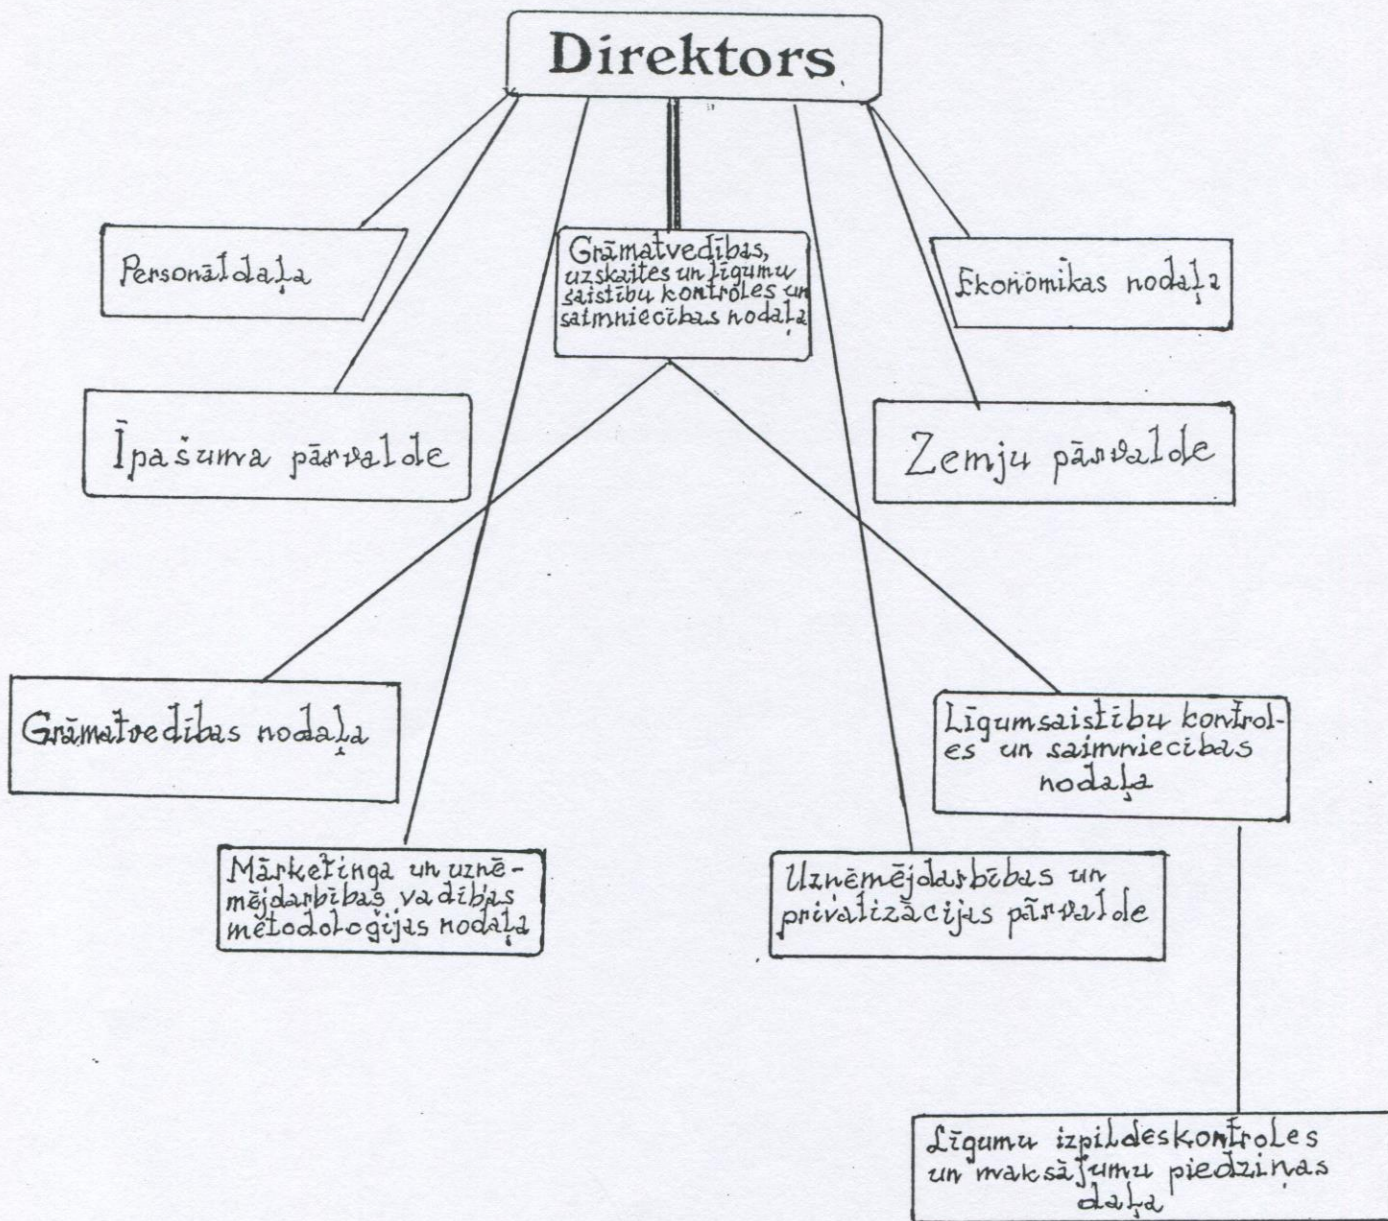 Direktors
Personāldaļa
Grāmatvedības,
uzskaites un līgumu
saistību kontroles un
saimniecības nodaļa
Ekonomikas nodaļa
Īpašuma pārvalde
Zemju pārvalde
Grāmatvedības nodaļa
Līgumsaistību kontrol-
es un saimniecības
nodaļa
Mārketinga un uzņē-
mējdarbības vadības
metodoloģijas nodaļa
Uzņēmējdarbības un
privatizācijas pārvalde
Līgumu izpildeskontroles
un maksājumu piedziņas
daļa